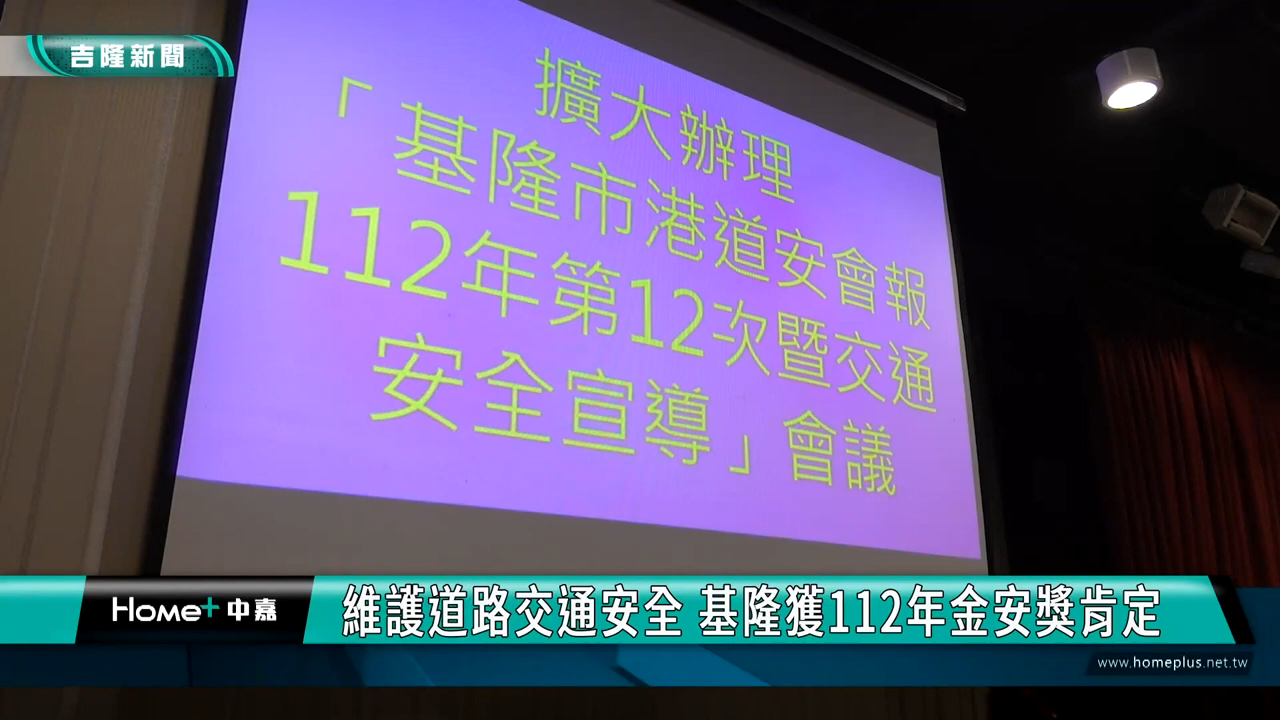 吉隆新聞
擴大辦理
「基隆市港道安會報
112年第12次暨交通
安全宣導」會議
Home+中嘉
維護道路交通安全 基隆獲112年金安獎肯定
www.homeplus.net.tw